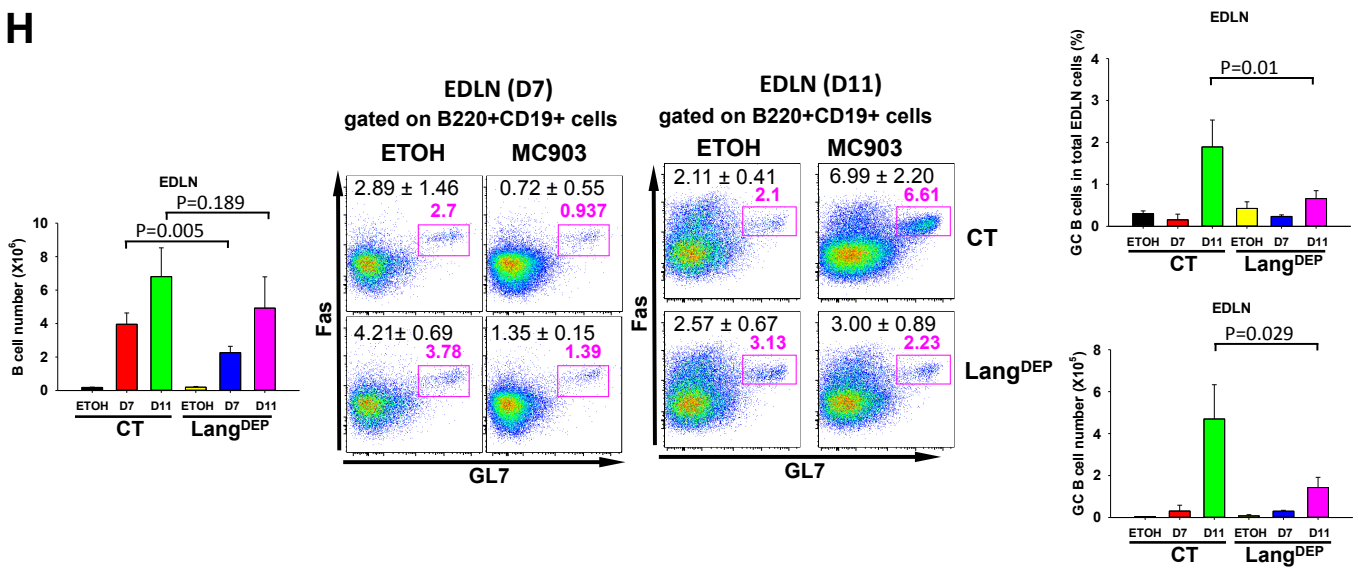 H
EDLN
B cell number (X10⁶)
10
8
6
4
2
0
P=0.189
P=0.005
ETOH D7 D11 ETOH D7 D11
CT Lang^DEP
EDLN (D7)
gated on B220+CD19+ cells
ETOH MC903
2.89 ± 1.46 0.72 ± 0.55
2.7 0.937
4.21± 0.69 1.35 ± 0.15
3.78 1.39
Fas
GL7
EDLN (D11)
gated on B220+CD19+ cells
ETOH MC903
2.11 ± 0.41 6.99 ± 2.20
2.1 6.61
CT
2.57 ± 0.67 3.00 ± 0.89
3.13 2.23
Lang^DEP
Fas
GL7
EDLN
GC B cells in total EDLN cells (%)
4
3
2
1
0
P=0.01
ETOH D7 D11 ETOH D7 D11
CT Lang^DEP
EDLN
GC B cell number (X10⁵)
8
6
4
2
0
P=0.029
ETOH D7 D11 ETOH D7 D11
CT Lang^DEP